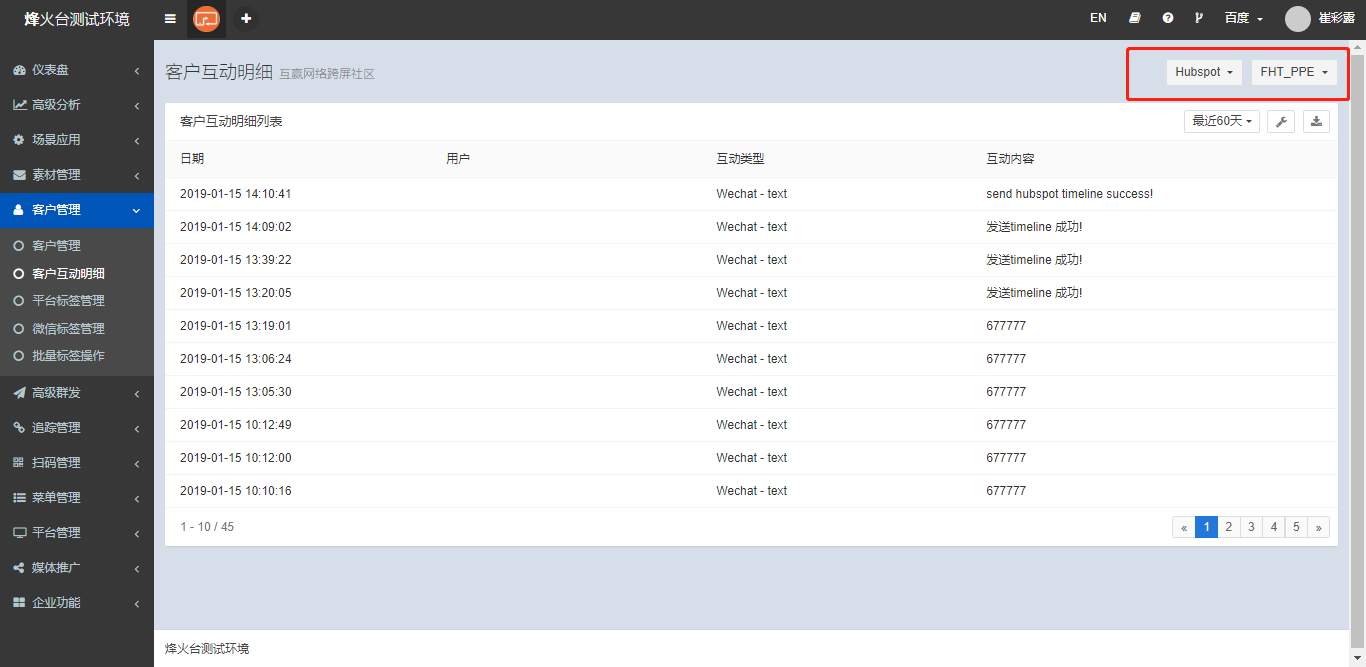 烽火台测试环境
EN
百度
崔彩露
仪表盘
高级分析
场景应用
素材管理
客户管理
客户管理
客户互动明细
平台标签管理
微信标签管理
批量标签操作
高级群发
追踪管理
扫码管理
菜单管理
平台管理
媒体推广
企业功能
客户互动明细 互赢网络跨屏社区
Hubspot FHT_PPE
客户互动明细列表
最近60天
日期 用户 互动类型 互动内容
2019-01-15 14:10:41 Wechat - text send hubspot timeline success!
2019-01-15 14:09:02 Wechat - text 发送timeline 成功!
2019-01-15 13:39:22 Wechat - text 发送timeline 成功!
2019-01-15 13:20:05 Wechat - text 发送timeline 成功!
2019-01-15 13:19:01 Wechat - text 677777
2019-01-15 13:06:24 Wechat - text 677777
2019-01-15 13:05:30 Wechat - text 677777
2019-01-15 10:12:49 Wechat - text 677777
2019-01-15 10:12:00 Wechat - text 677777
2019-01-15 10:10:16 Wechat - text 677777
1 - 10 / 45 « 1 2 3 4 5 »
烽火台测试环境